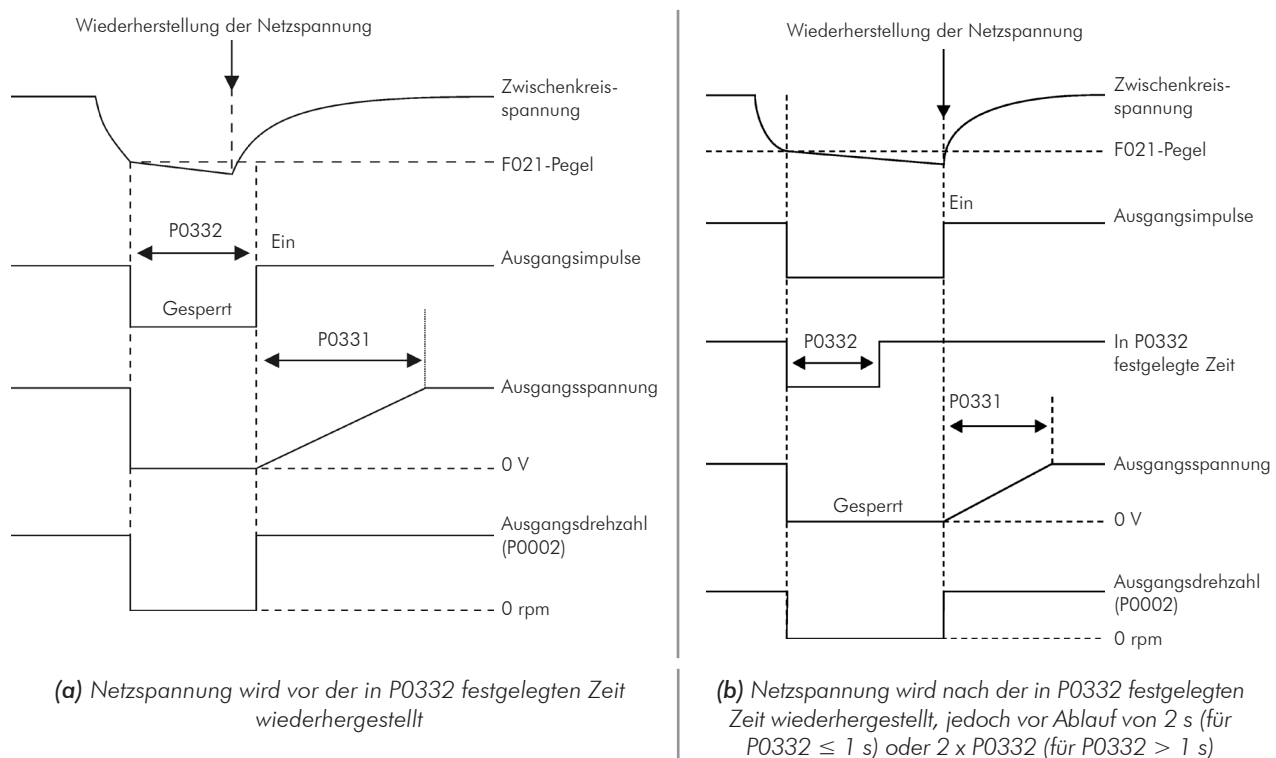 Wiederherstellung der Netzspannung
Zwischenkreis-
spannung
F021-Pegel
P0332
Ein
Ausgangsimpulse
Gesperrt
P0331
Ausgangsspannung
0 V
Ausgangsdrehzahl
(P0002)
0 rpm
(a) Netzspannung wird vor der in P0332 festgelegten Zeit
wiederhergestellt
Wiederherstellung der Netzspannung
Zwischenkreis-
spannung
F021-Pegel
Ein
Ausgangsimpulse
P0332
In P0332
festgelegte Zeit
P0331
Ausgangsspannung
Gesperrt
0 V
Ausgangsdrehzahl
(P0002)
0 rpm
(b) Netzspannung wird nach der in P0332 festgelegten
Zeit wiederhergestellt, jedoch vor Ablauf von 2 s (für
P0332 ≤ 1 s) oder 2 x P0332 (für P0332 > 1 s)